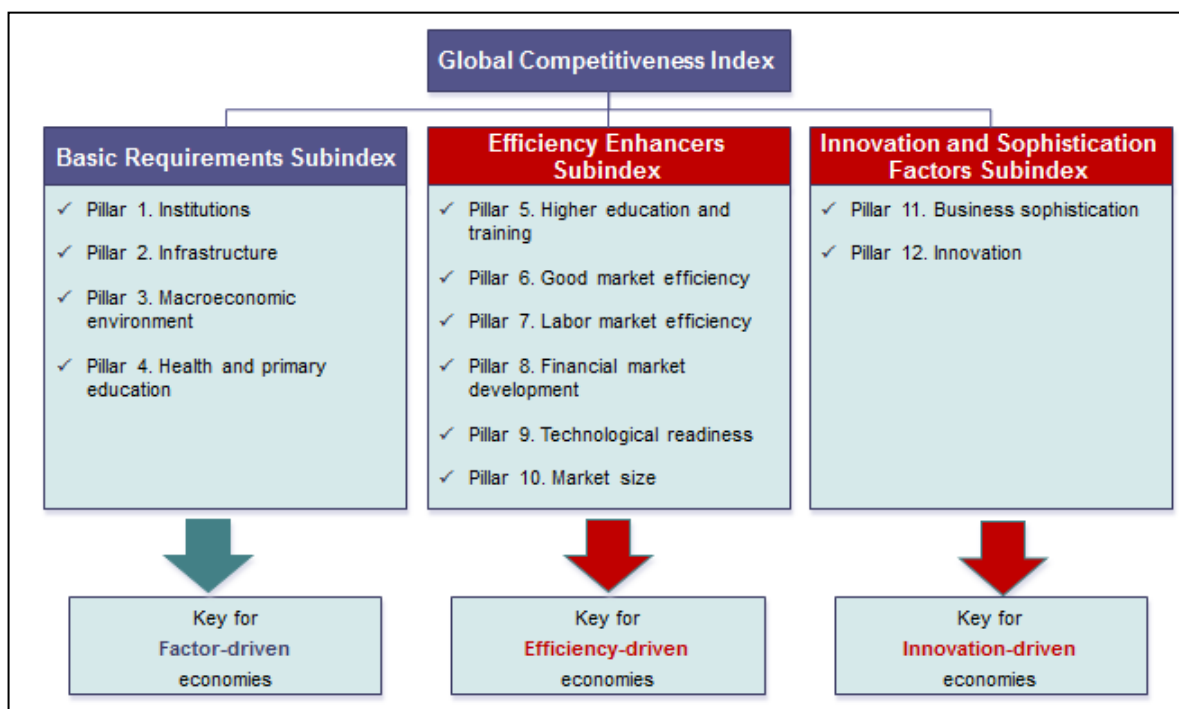 Global Competitiveness Index
Basic Requirements Subindex
✓ Pillar 1. Institutions
✓ Pillar 2. Infrastructure
✓ Pillar 3. Macroeconomic
environment
✓ Pillar 4. Health and primary
education
Key for
Factor-driven
economies
Efficiency Enhancers
Subindex
✓ Pillar 5. Higher education and
training
✓ Pillar 6. Good market efficiency
✓ Pillar 7. Labor market efficiency
✓ Pillar 8. Financial market
development
✓ Pillar 9. Technological readiness
✓ Pillar 10. Market size
Key for
Efficiency-driven
economies
Innovation and Sophistication
Factors Subindex
✓ Pillar 11. Business sophistication
✓ Pillar 12. Innovation
Key for
Innovation-driven
economies